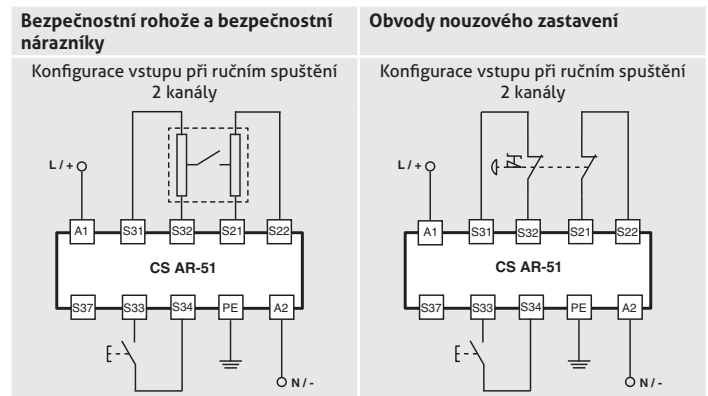 Bezpečnostní rohože a bezpečnostní
nárazníky
Konfigurace vstupu při ručním spuštění
2 kanály
L / +
A1 S31 S32 S21 S22
CS AR-51
S37 S33 S34 PE A2
N / -
Obvody nouzového zastavení
Konfigurace vstupu při ručním spuštění
2 kanály
L / +
A1 S31 S32 S21 S22
CS AR-51
S37 S33 S34 PE A2
N / -